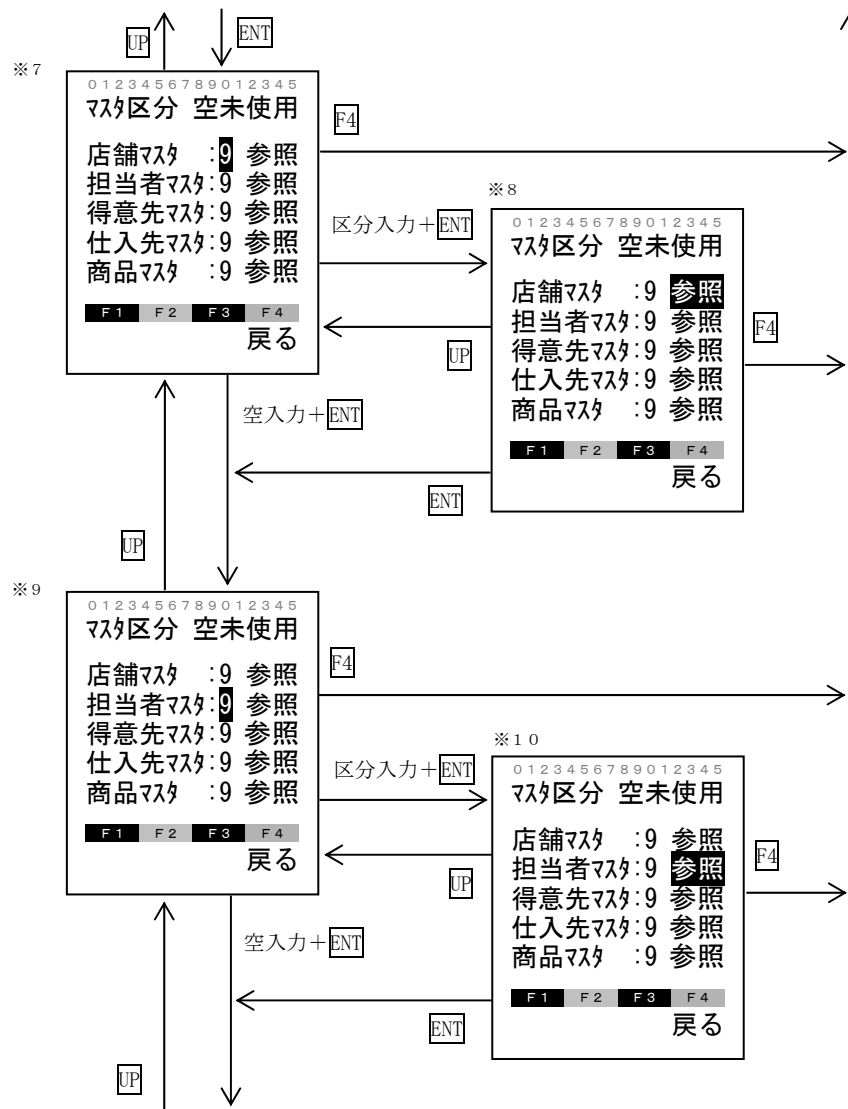 UP
ENT
※7
0123456789012345
ﾏｽﾀ区分 空未使用
店舗ﾏｽﾀ :9 参照
担当者ﾏｽﾀ:9 参照
得意先ﾏｽﾀ:9 参照
仕入先ﾏｽﾀ:9 参照
商品ﾏｽﾀ :9 参照
F1 F2 F3 F4
戻る
F4
区分入力+ENT
UP
※8
0123456789012345
ﾏｽﾀ区分 空未使用
店舗ﾏｽﾀ :9 参照
担当者ﾏｽﾀ:9 参照
得意先ﾏｽﾀ:9 参照
仕入先ﾏｽﾀ:9 参照
商品ﾏｽﾀ :9 参照
F1 F2 F3 F4
戻る
F4
空入力+ENT
ENT
UP
※9
0123456789012345
ﾏｽﾀ区分 空未使用
店舗ﾏｽﾀ :9 参照
担当者ﾏｽﾀ:9 参照
得意先ﾏｽﾀ:9 参照
仕入先ﾏｽﾀ:9 参照
商品ﾏｽﾀ :9 参照
F1 F2 F3 F4
戻る
F4
区分入力+ENT
UP
※10
0123456789012345
ﾏｽﾀ区分 空未使用
店舗ﾏｽﾀ :9 参照
担当者ﾏｽﾀ:9 参照
得意先ﾏｽﾀ:9 参照
仕入先ﾏｽﾀ:9 参照
商品ﾏｽﾀ :9 参照
F1 F2 F3 F4
戻る
F4
空入力+ENT
ENT
UP